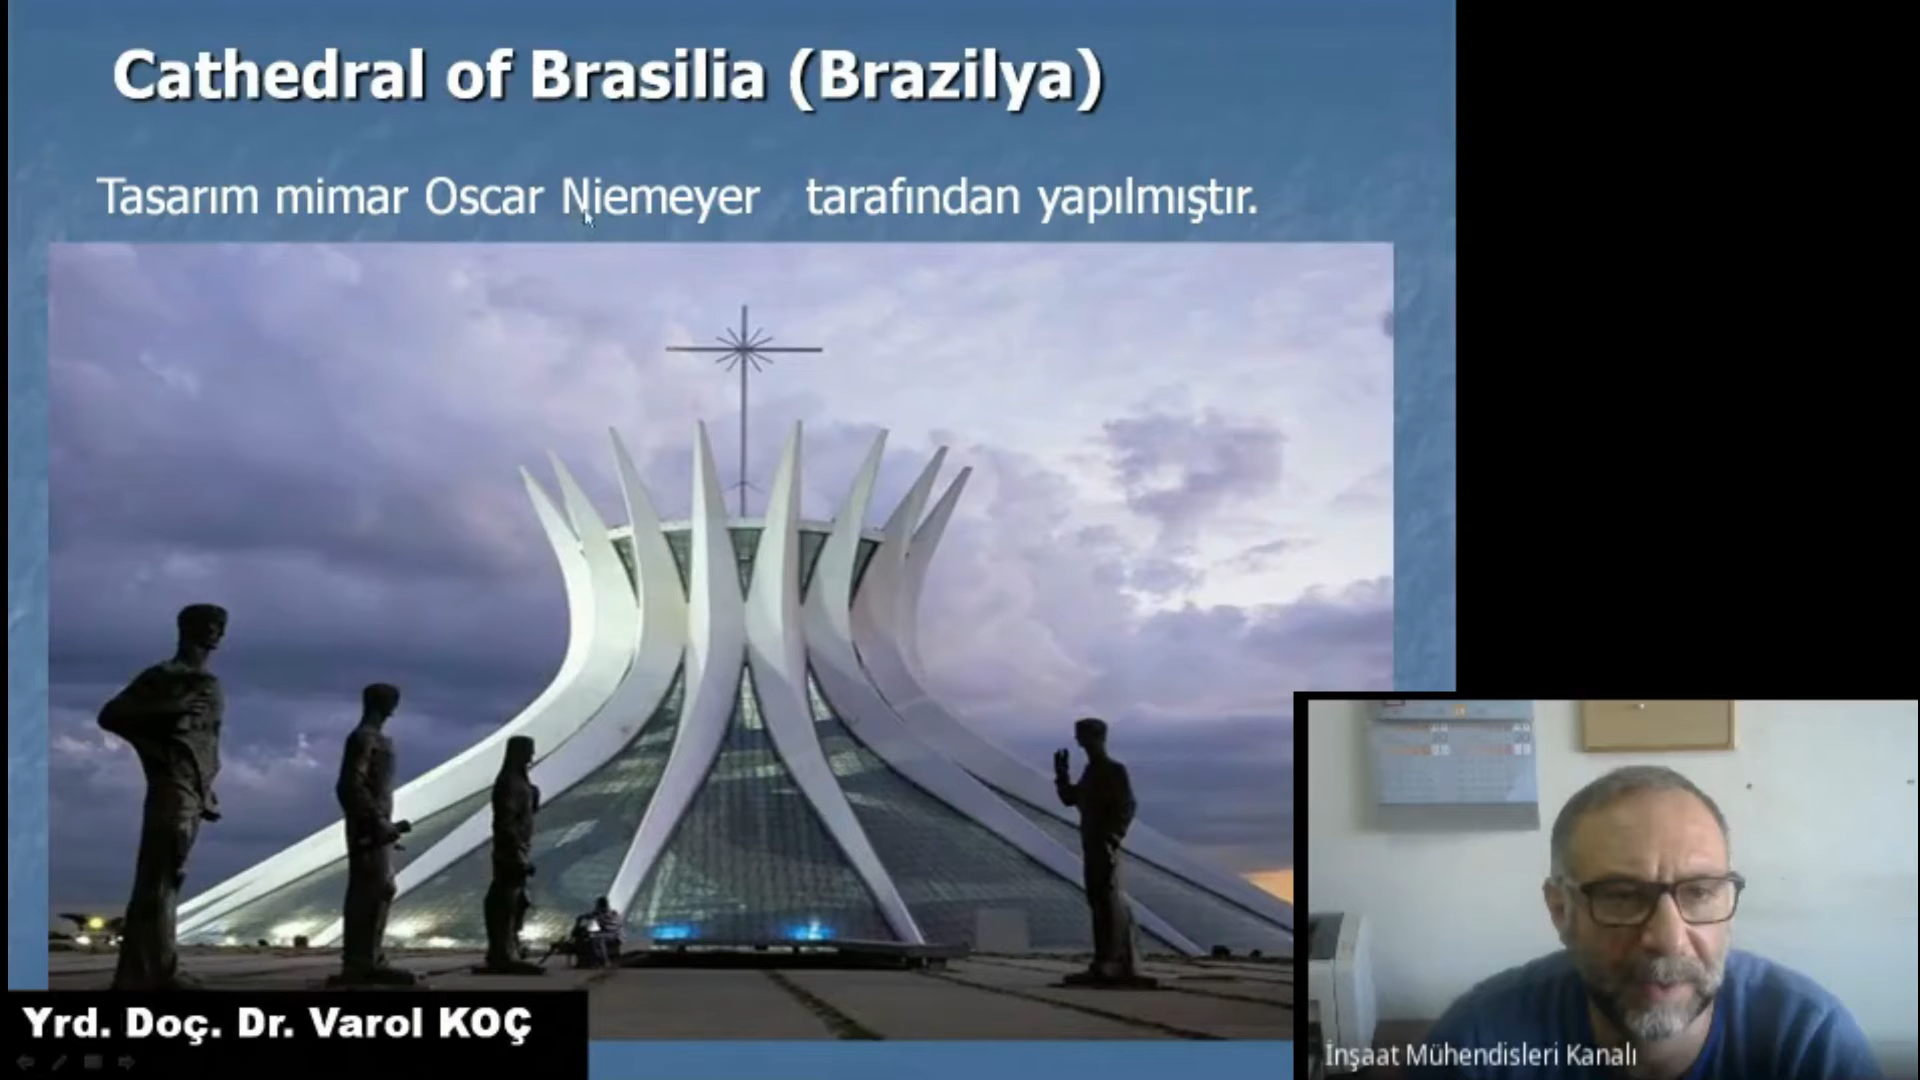 Cathedral of Brasilia (Brazilya)
Tasarım mimar Oscar Niemeyer tarafından yapılmıştır.
Yrd. Doç. Dr. Varol KOÇ
İnşaat Mühendisleri Kanalı